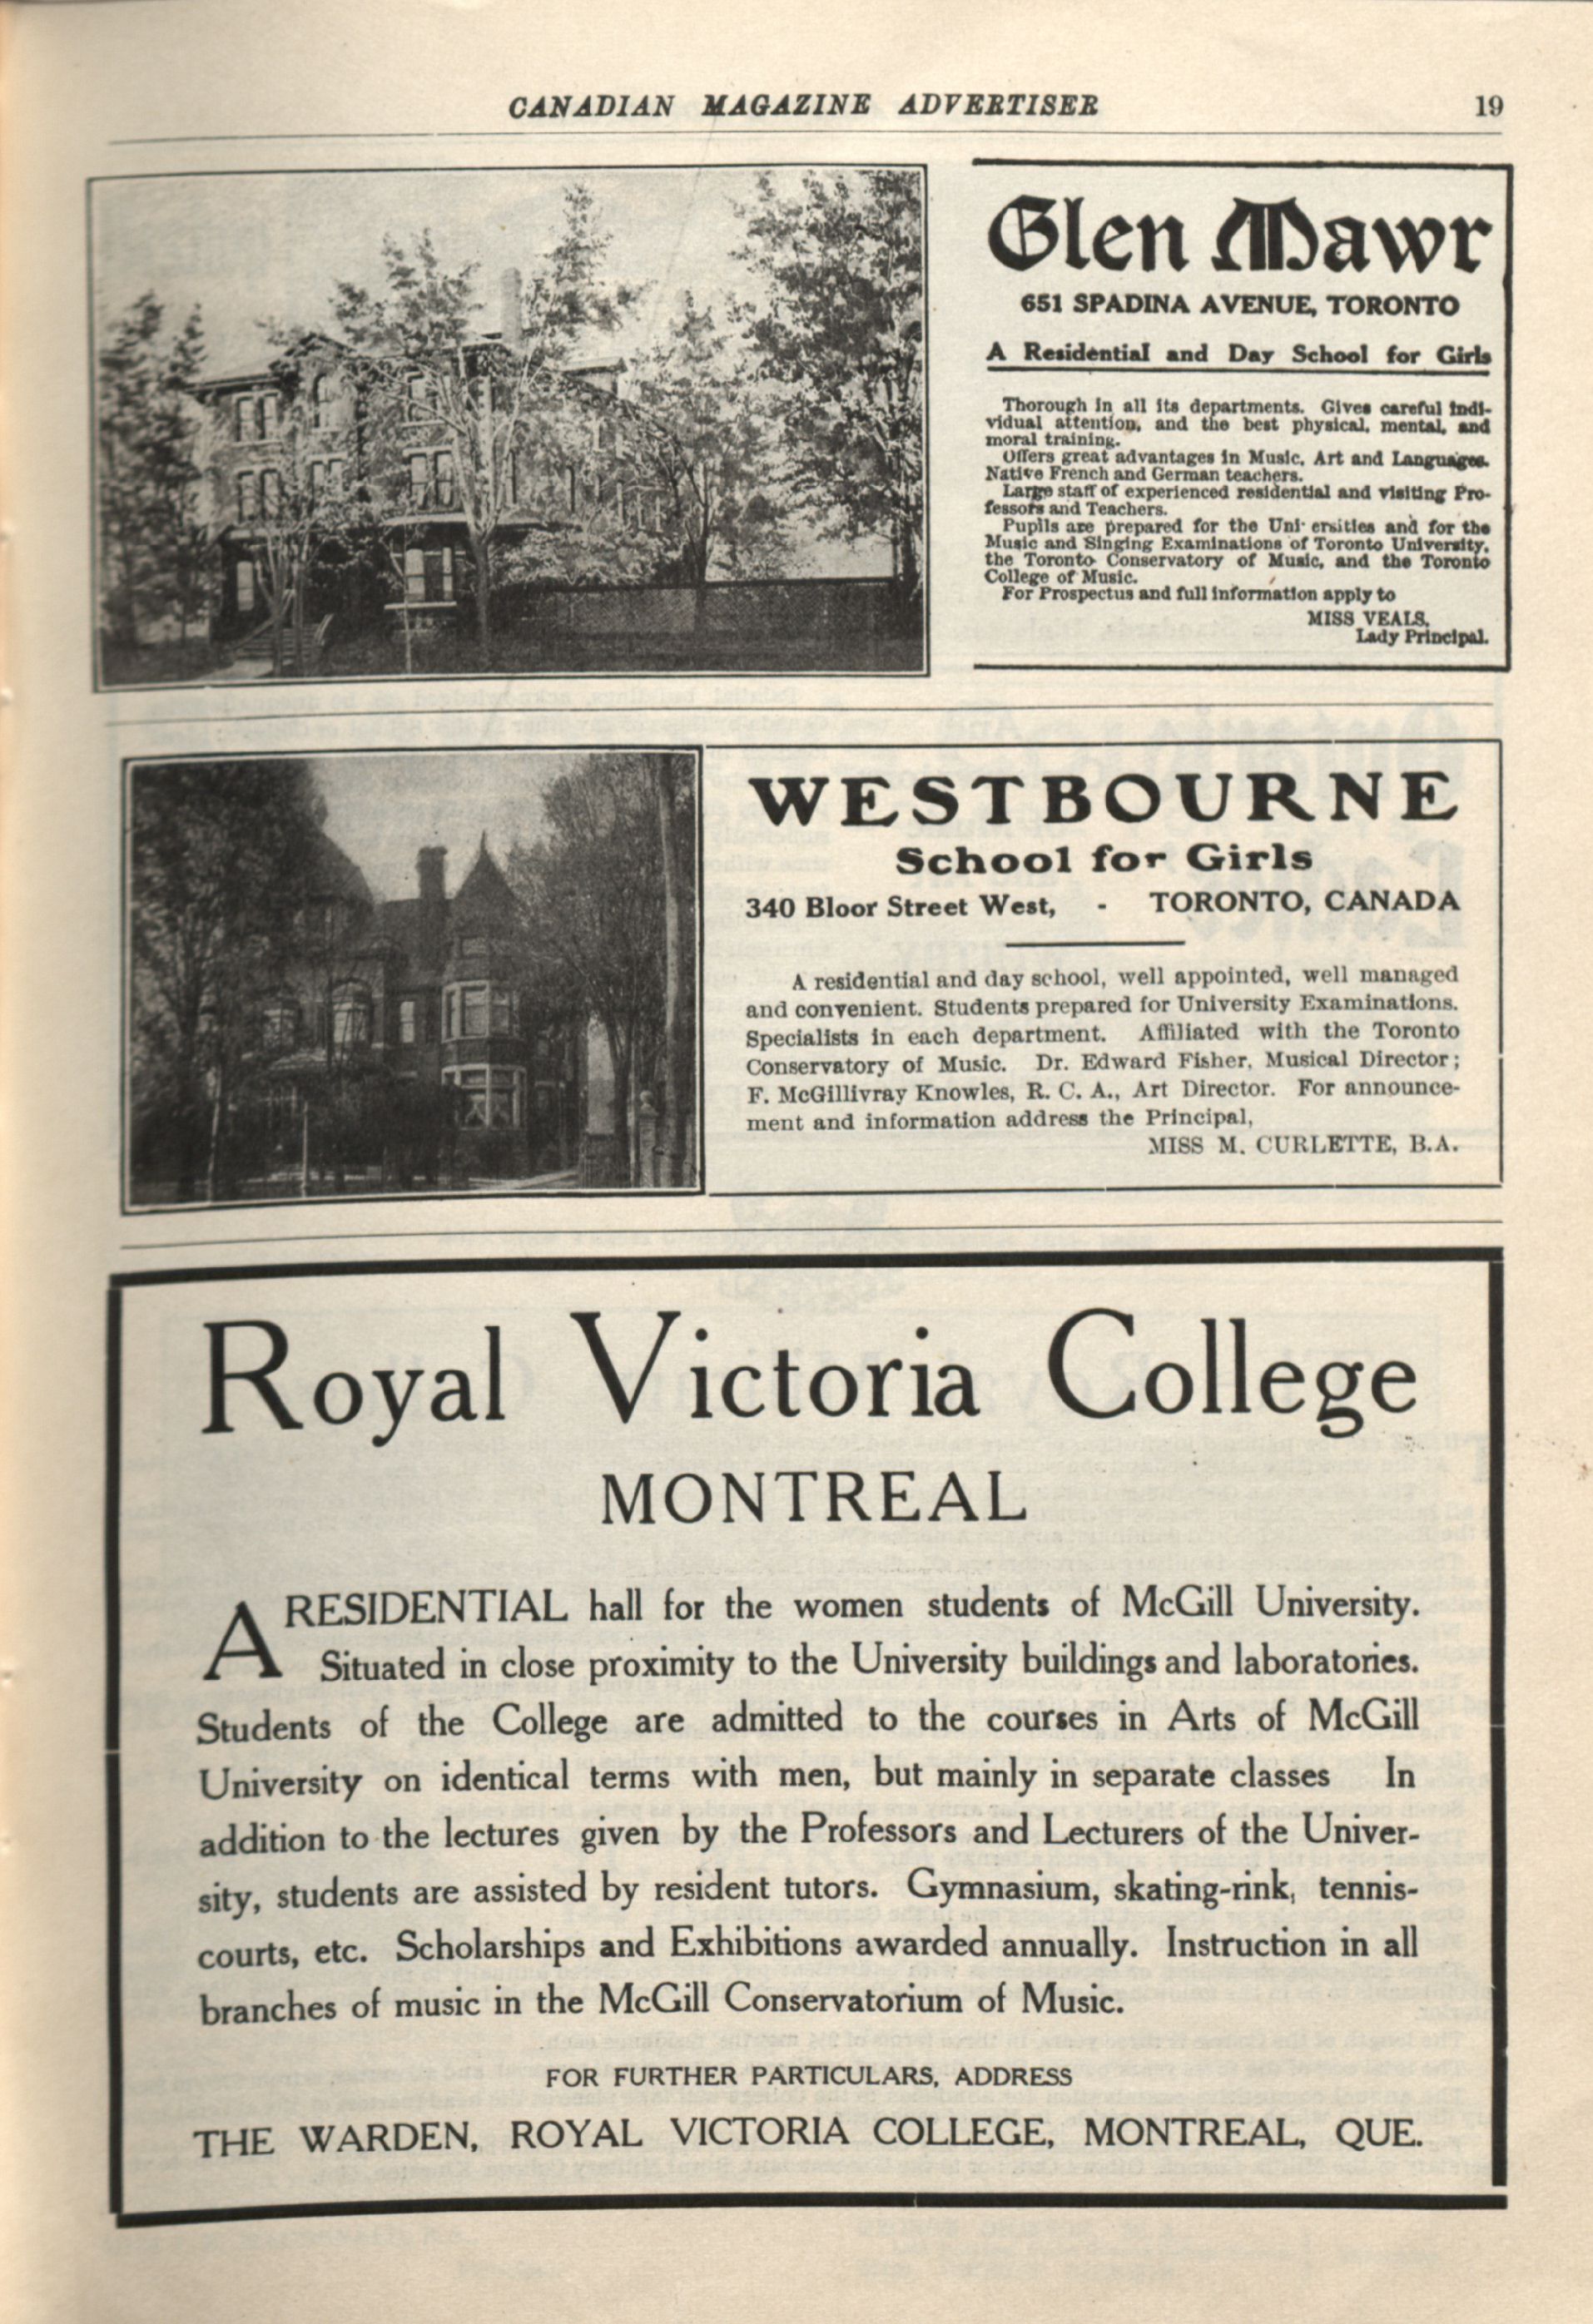 CANADIAN MAGAZINE ADVERTISER 19
Glen Mawr
651 SPADINA AVENUE, TORONTO
A Residential and Day School for Girls
Thorough in all its departments. Gives careful indi-
vidual attention, and the best physical, mental, and
moral training.
Offers great advantages in Music, Art and Languages.
Native French and German teachers.
Large staff of experienced residential and visiting Pro-
fessors and Teachers.
Pupils are prepared for the Uni ersities and for the
Music and Singing Examinations of Toronto University,
the Toronto Conservatory of Music, and the Toronto
College of Music.
For Prospectus and full information apply to
MISS VEALS,
Lady Principal.
WESTBOURNE
School for Girls
340 Bloor Street West, - TORONTO, CANADA
A residential and day school, well appointed, well managed
and convenient. Students prepared for University Examinations.
Specialists in each department. Affiliated with the Toronto
Conservatory of Music. Dr. Edward Fisher, Musical Director;
F. McGillivray Knowles, R. C. A., Art Director. For announce-
ment and information address the Principal,
MISS M. CURLETTE, B.A.
Royal Victoria College
MONTREAL
A RESIDENTIAL hall for the women students of McGill University.
Situated in close proximity to the University buildings and laboratories.
Students of the College are admitted to the courses in Arts of McGill
University on identical terms with men, but mainly in separate classes In
addition to the lectures given by the Professors and Lecturers of the Univer-
sity, students are assisted by resident tutors. Gymnasium, skating-rink, tennis-
courts, etc. Scholarships and Exhibitions awarded annually. Instruction in all
branches of music in the McGill Conservatorium of Music.
FOR FURTHER PARTICULARS, ADDRESS
THE WARDEN, ROYAL VICTORIA COLLEGE, MONTREAL, QUE.